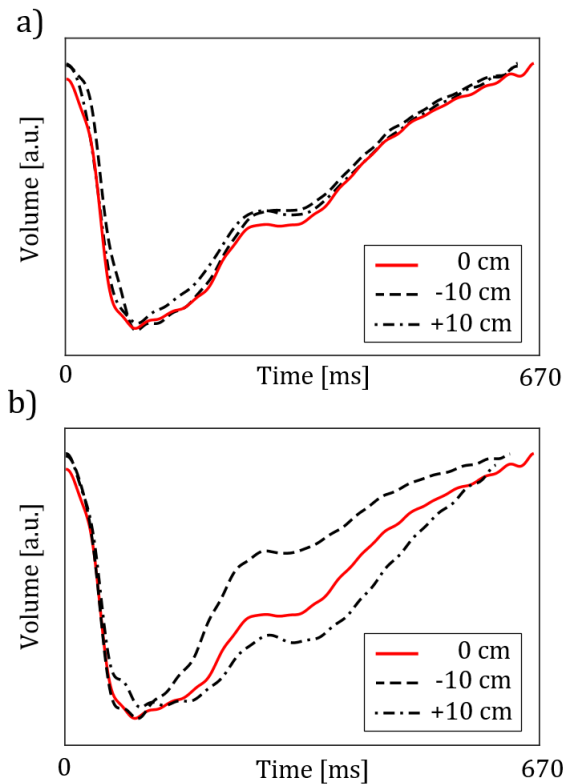 a)
Volume [a.u.]
0 cm
-10 cm
+10 cm
0
Time [ms]
670
b)
Volume [a.u.]
0 cm
-10 cm
+10 cm
0
Time [ms]
670